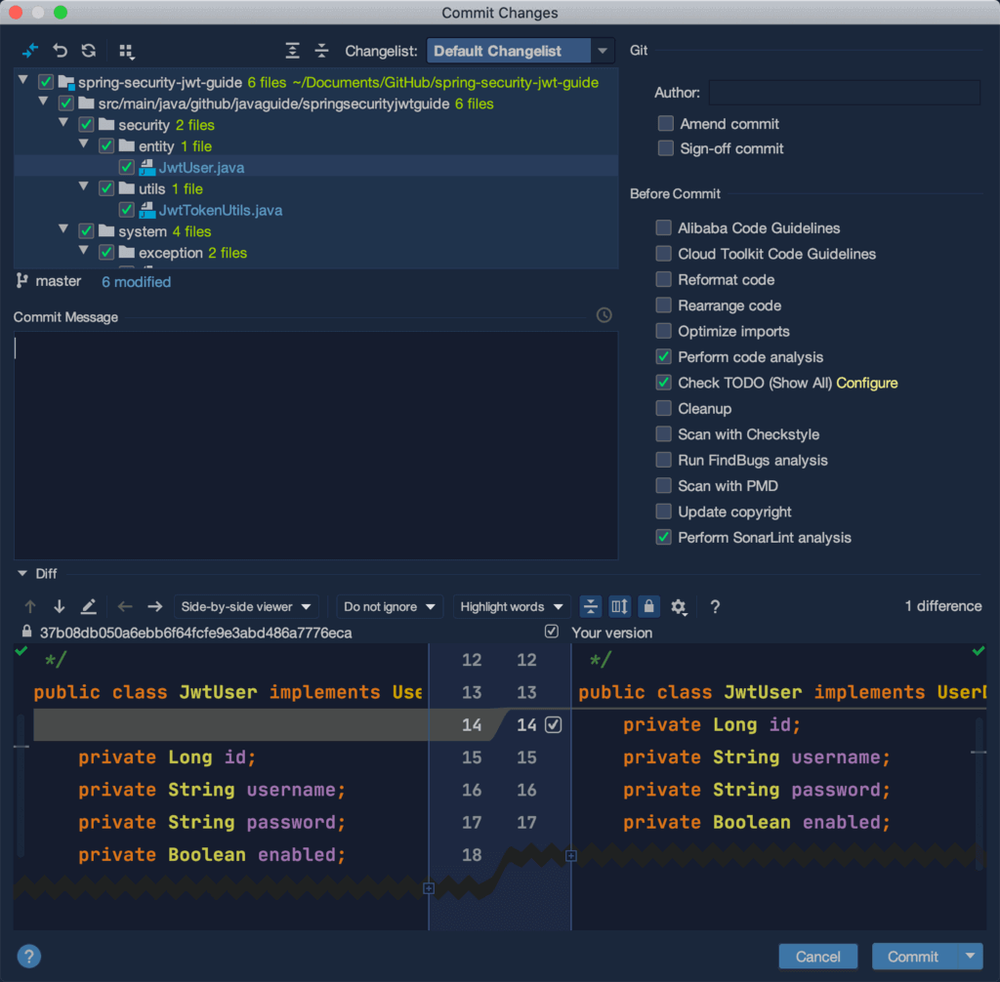 Commit Changes
Changelist: Default Changelist
spring-security-jwt-guide 6 files ~/Documents/GitHub/spring-security-jwt-guide
src/main/java/github/javaguide/springsecurityjwtguide 6 files
security 2 files
entity 1 file
JwtUser.java
utils 1 file
JwtTokenUtils.java
system 4 files
exception 2 files
master 6 modified
Commit Message
Git
Author:
Amend commit
Sign-off commit
Before Commit
Alibaba Code Guidelines
Cloud Toolkit Code Guidelines
Reformat code
Rearrange code
Optimize imports
Perform code analysis
Check TODO (Show All) Configure
Cleanup
Scan with Checkstyle
Run FindBugs analysis
Scan with PMD
Update copyright
Perform SonarLint analysis
Diff
Side-by-side viewer Do not ignore Highlight words ? 1 difference
37b08db050a6ebb6f64fcfe9e3abd486a7776eca Your version
*/ 12 12 */
public class JwtUser implements Use 13 13 public class JwtUser implements UserD
14 14 private Long id;
private Long id; 15 15 private String username;
private String username; 16 16 private String password;
private String password; 17 17 private Boolean enabled;
private Boolean enabled; 18
? Cancel Commit